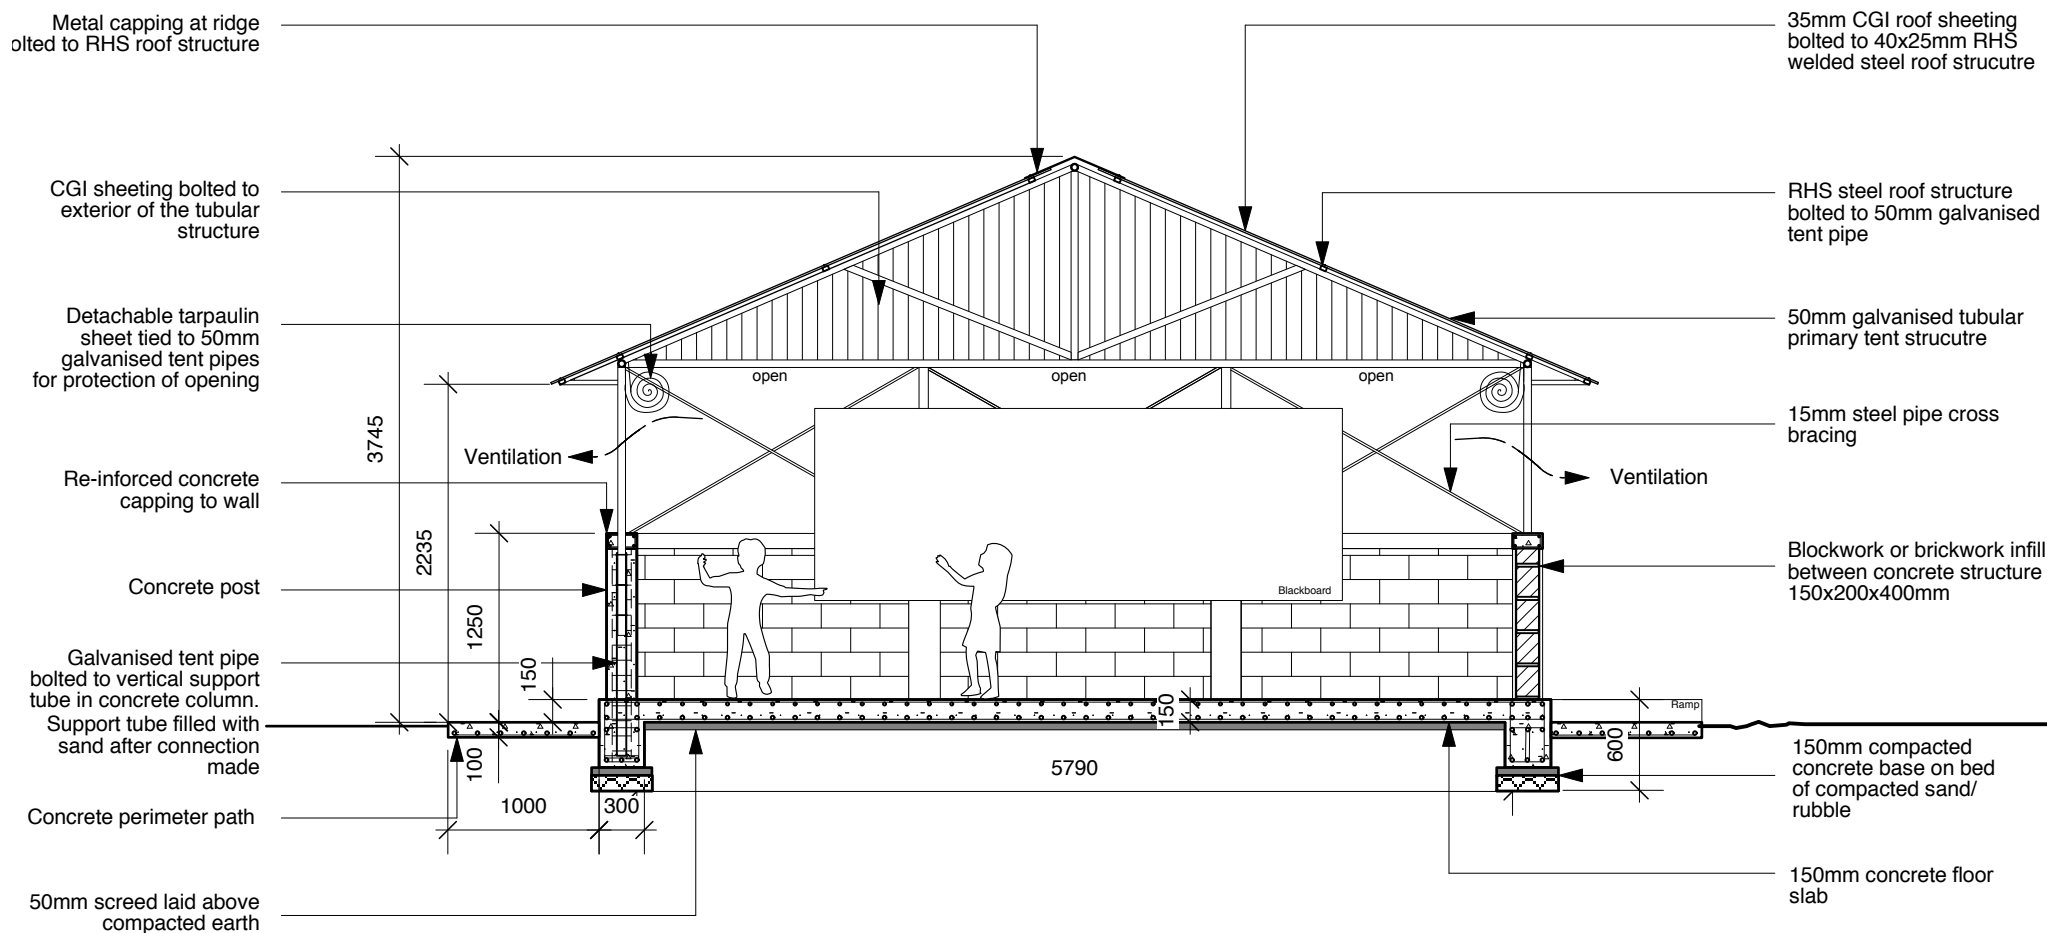 Metal capping at ridge
olted to RHS roof structure
CGI sheeting bolted to
exterior of the tubular
structure
Detachable tarpaulin
sheet tied to 50mm
galvanised tent pipes
for protection of opening
Re-inforced concrete
capping to wall
Concrete post
Galvanised tent pipe
bolted to vertical support
tube in concrete column.
Support tube filled with
sand after connection
made
Concrete perimeter path
50mm screed laid above
compacted earth
3745
2235
1250
150
100
1000
300
Ventilation
open
open
open
Blackboard
150
5790
Ventilation
Ramp
600
35mm CGI roof sheeting
bolted to 40x25mm RHS
welded steel roof strucutre
RHS steel roof structure
bolted to 50mm galvanised
tent pipe
50mm galvanised tubular
primary tent strucutre
15mm steel pipe cross
bracing
Blockwork or brickwork infill
between concrete structure
150x200x400mm
150mm compacted
concrete base on bed
of compacted sand/
rubble
150mm concrete floor
slab